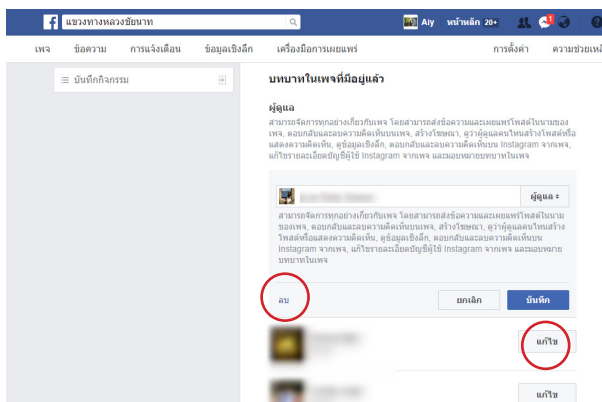 f แขวงทางหลวงชัยนาท
Aiy หน้าหลัก 20+ 1
เพจ ข้อความ การแจ้งเตือน ข้อมูลเชิงลึก เครื่องมือการเผยแพร่ การตั้งค่า ความช่วยเหลื
บันทึกกิจกรรม
บทบาทในเพจที่มีอยู่แล้ว
ผู้ดูแล
สามารถจัดการทุกอย่างเกี่ยวกับเพจ โดยสามารถส่งข้อความและเผยแพร่โพสต์ในนามของ
เพจ, ตอบกลับและลบความคิดเห็นบนเพจ, สร้างโฆษณา, ดูว่าผู้ดูแลคนไหนสร้างโพสต์หรือ
แสดงความคิดเห็น, ดูข้อมูลเชิงลึก, ตอบกลับและลบความคิดเห็นบน Instagram จากเพจ,
แก้ไขรายละเอียดบัญชีผู้ใช้ Instagram จากเพจ และมอบหมายบทบาทในเพจ
ผู้ดูแล
สามารถจัดการทุกอย่างเกี่ยวกับเพจ โดยสามารถส่งข้อความและเผยแพร่โพสต์ในนาม
ของเพจ, ตอบกลับและลบความคิดเห็นบนเพจ, สร้างโฆษณา, ดูว่าผู้ดูแลคนไหนสร้าง
โพสต์หรือแสดงความคิดเห็น, ดูข้อมูลเชิงลึก, ตอบกลับและลบความคิดเห็นบน
Instagram จากเพจ, แก้ไขรายละเอียดบัญชีผู้ใช้ Instagram จากเพจ และมอบหมาย
บทบาทในเพจ
ลบ ยกเลิก บันทึก
แก้ไข
แก้ไข